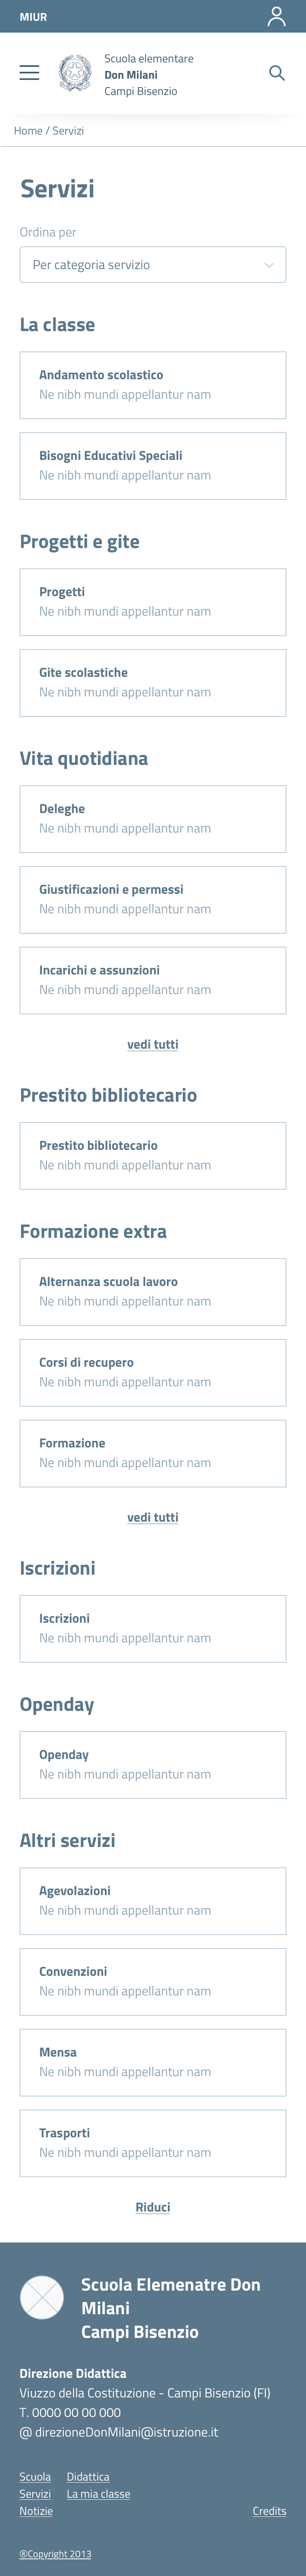 MIUR
Scuola elementare
Don Milani
Campi Bisenzio
Home / Servizi
Servizi
Ordina per
Per categoria servizio
La classe
Andamento scolastico
Ne nibh mundi appellantur nam
Bisogni Educativi Speciali
Ne nibh mundi appellantur nam
Progetti e gite
Progetti
Ne nibh mundi appellantur nam
Gite scolastiche
Ne nibh mundi appellantur nam
Vita quotidiana
Deleghe
Ne nibh mundi appellantur nam
Giustificazioni e permessi
Ne nibh mundi appellantur nam
Incarichi e assunzioni
Ne nibh mundi appellantur nam
vedi tutti
Prestito bibliotecario
Prestito bibliotecario
Ne nibh mundi appellantur nam
Formazione extra
Alternanza scuola lavoro
Ne nibh mundi appellantur nam
Corsi di recupero
Ne nibh mundi appellantur nam
Formazione
Ne nibh mundi appellantur nam
vedi tutti
Iscrizioni
Iscrizioni
Ne nibh mundi appellantur nam
Openday
Openday
Ne nibh mundi appellantur nam
Altri servizi
Agevolazioni
Ne nibh mundi appellantur nam
Convenzioni
Ne nibh mundi appellantur nam
Mensa
Ne nibh mundi appellantur nam
Trasporti
Ne nibh mundi appellantur nam
Riduci
Scuola Elemenatre Don
Milani
Campi Bisenzio
Direzione Didattica
Viuzzo della Costituzione - Campi Bisenzio (FI)
T. 0000 00 00 000
@ direzioneDonMilani@istruzione.it
Scuola Didattica
Servizi La mia classe
Notizie Credits
®Copyright 2013